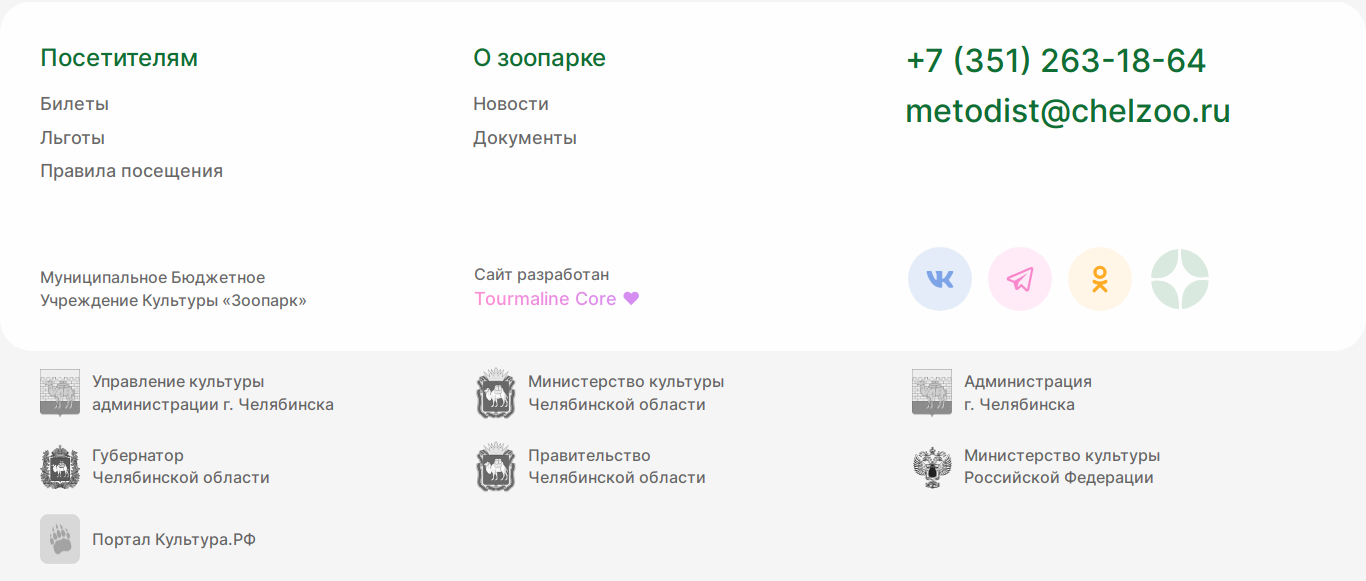 Посетителям
Билеты
Льготы
Правила посещения
О зоопарке
Новости
Документы
+7 (351) 263-18-64
metodist@chelzoo.ru
Муниципальное Бюджетное
Учреждение Культуры «Зоопарк»
Сайт разработан
Tourmaline Core
Управление культуры
администрации г. Челябинска
Министерство культуры
Челябинской области
Администрация
г. Челябинска
Губернатор
Челябинской области
Правительство
Челябинской области
Министерство культуры
Российской Федерации
Портал Культура.РФ